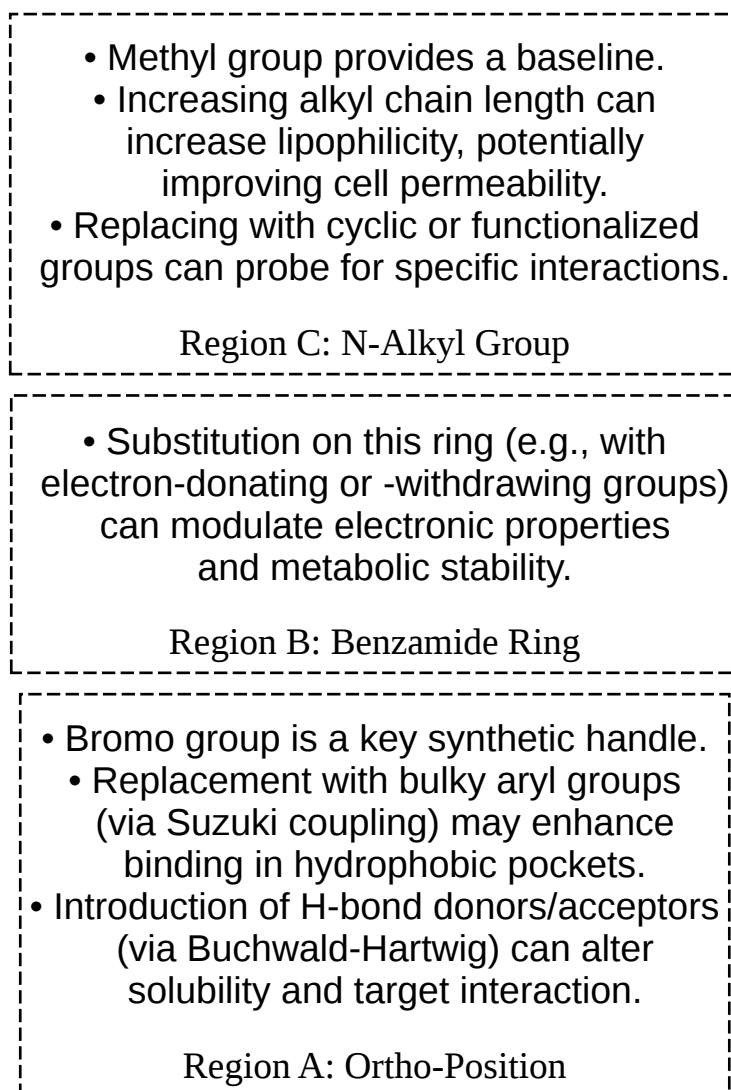 • Methyl group provides a baseline.
• Increasing alkyl chain length can
increase lipophilicity, potentially
improving cell permeability.
• Replacing with cyclic or functionalized
groups can probe for specific interactions.
Region C: N-Alkyl Group
• Substitution on this ring (e.g., with
electron-donating or -withdrawing groups)
can modulate electronic properties
and metabolic stability.
Region B: Benzamide Ring
• Bromo group is a key synthetic handle.
• Replacement with bulky aryl groups
(via Suzuki coupling) may enhance
binding in hydrophobic pockets.
• Introduction of H-bond donors/acceptors
(via Buchwald-Hartwig) can alter
solubility and target interaction.
Region A: Ortho-Position